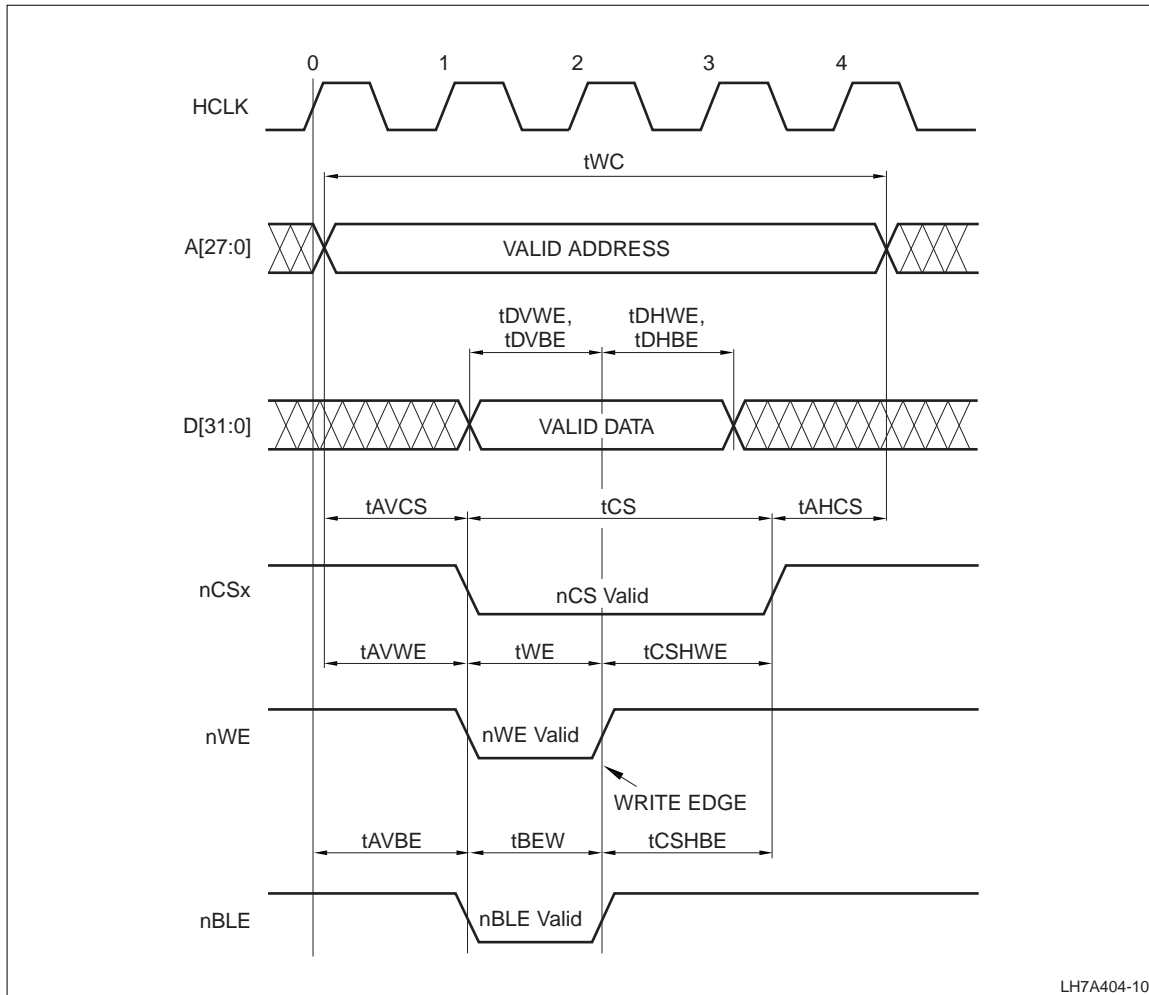 0 1 2 3 4
HCLK
tWC
A[27:0] VALID ADDRESS
tDVWE, tDHWE,
tDVBE tDHBE
D[31:0] VALID DATA
tAVCS tCS tAHCS
nCSx nCS Valid
tAVWE tWE tCSHWE
nWE nWE Valid
WRITE EDGE
tAVBE tBEW tCSHBE
nBLE nBLE Valid
LH7A404-10